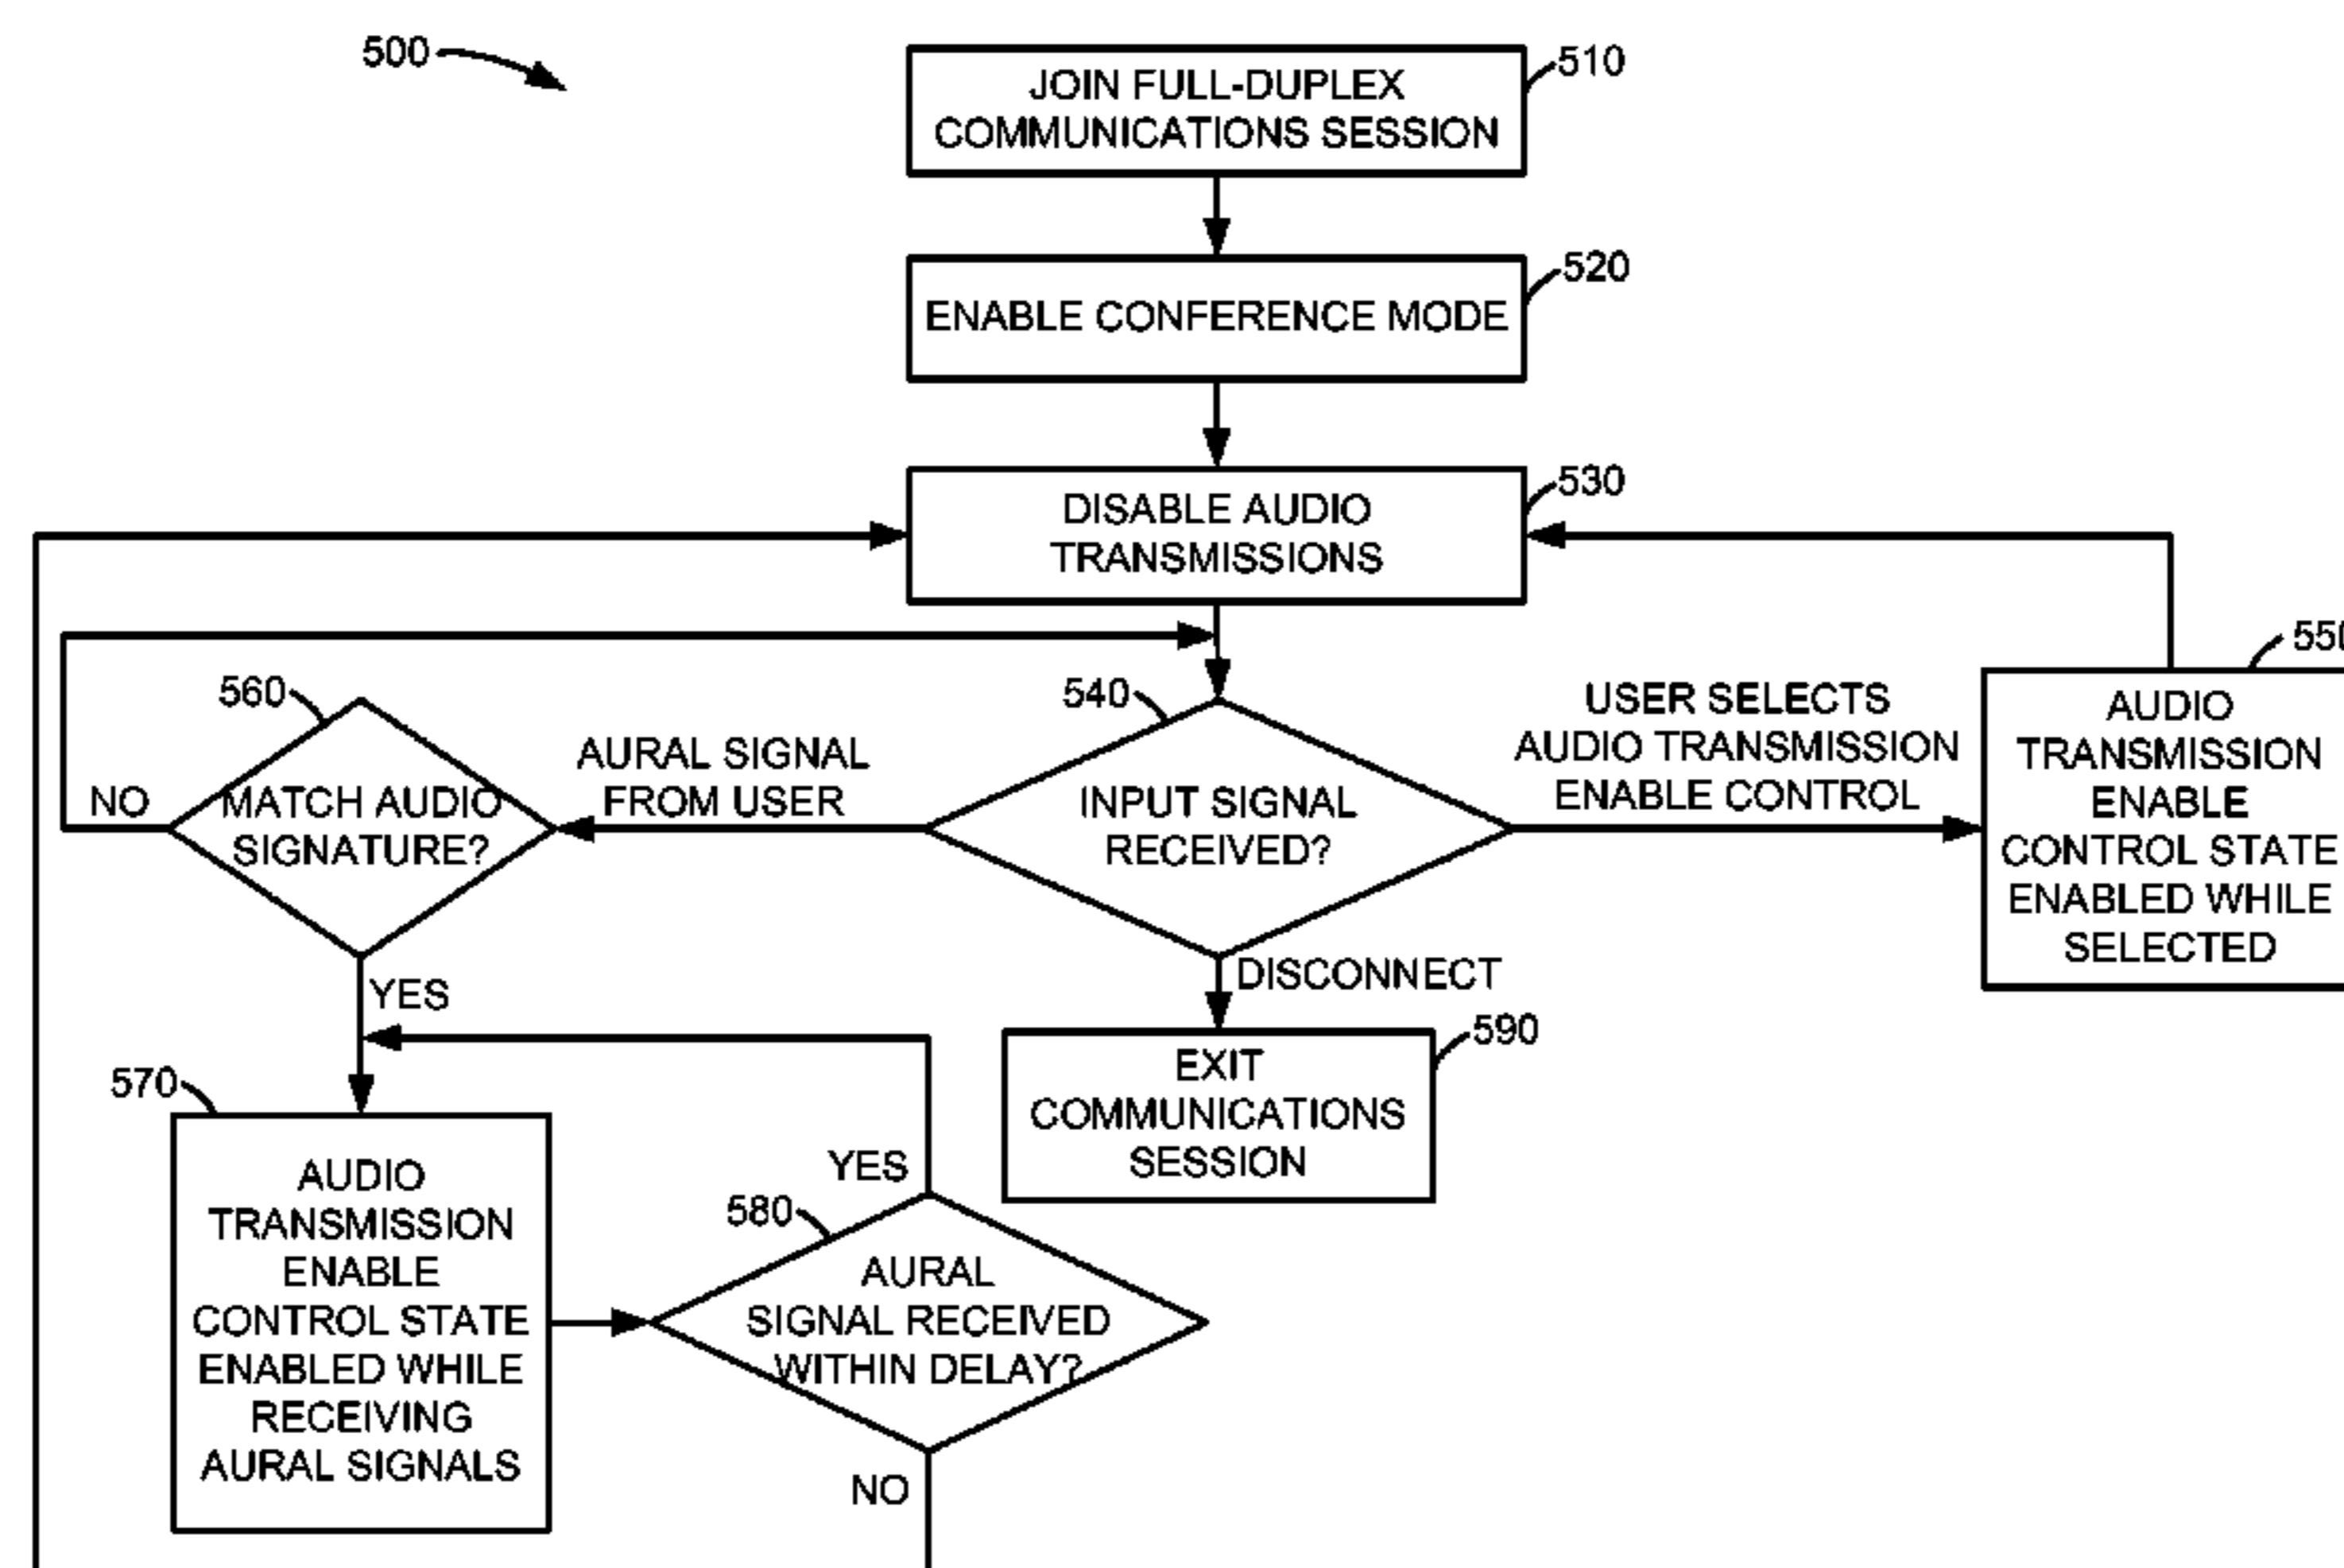 500
JOIN FULL-DUPLEX
COMMUNICATIONS SESSION
510
ENABLE CONFERENCE MODE
520
DISABLE AUDIO
TRANSMISSIONS
530
560
MATCH AUDIO
SIGNATURE?
NO
YES
AURAL SIGNAL
FROM USER
540
INPUT SIGNAL
RECEIVED?
USER SELECTS
AUDIO TRANSMISSION
ENABLE CONTROL
550
AUDIO
TRANSMISSION
ENABLE
CONTROL STATE
ENABLED WHILE
SELECTED
DISCONNECT
590
EXIT
COMMUNICATIONS
SESSION
570
AUDIO
TRANSMISSION
ENABLE
CONTROL STATE
ENABLED WHILE
RECEIVING
AURAL SIGNALS
YES
580
AURAL
SIGNAL RECEIVED
WITHIN DELAY?
NO